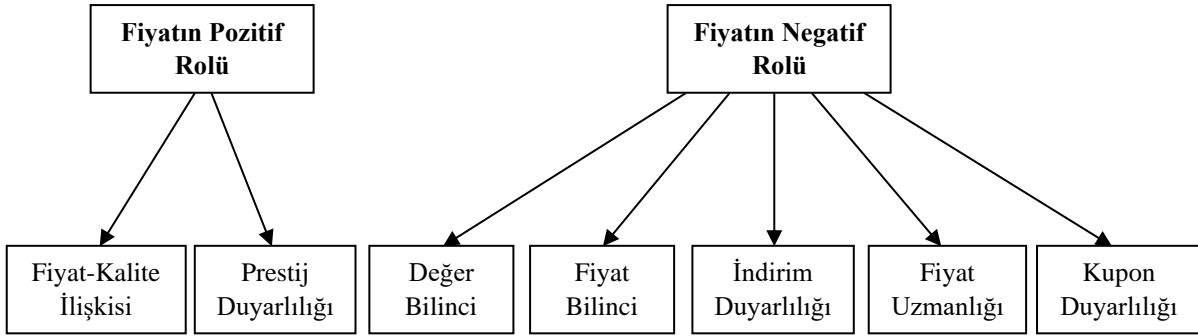 Fiyatın Pozitif
Rolü
Fiyatın Negatif
Rolü
Fiyat-Kalite
İlişkisi
Prestij
Duyarlılığı
Değer
Bilinci
Fiyat
Bilinci
İndirim
Duyarlılığı
Fiyat
Uzmanlığı
Kupon
Duyarlılığı